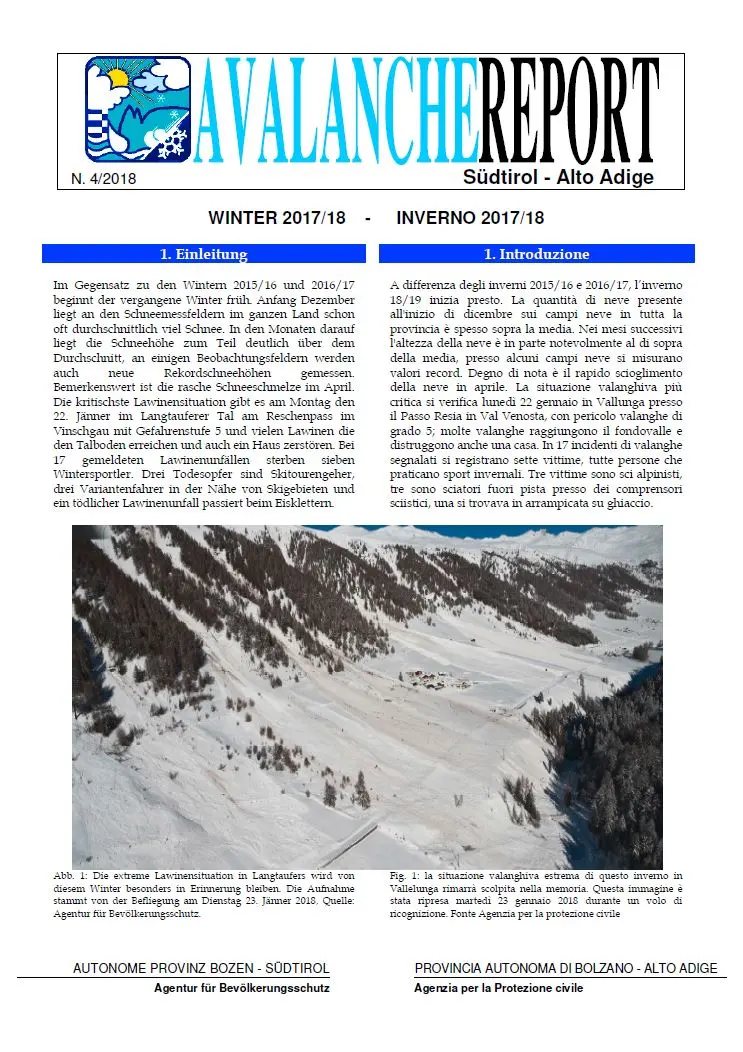 AVALANCHEREPORT
N. 4/2018
Südtirol - Alto Adige
WINTER 2017/18 - INVERNO 2017/18
1. Einleitung
Im Gegensatz zu den Wintern 2015/16 und 2016/17
beginnt der vergangene Winter früh. Anfang Dezember
liegt an den Schneemessfeldern im ganzen Land schon
oft durchschnittlich viel Schnee. In den Monaten darauf
liegt die Schneehöhe zum Teil deutlich über dem
Durchschnitt, an einigen Beobachtungsfeldern werden
auch neue Rekordschneehöhen gemessen.
Bemerkenswert ist die rasche Schneeschmelze im April.
Die kritischste Lawinensituation gibt es am Montag den
22. Jänner im Langtauferer Tal am Reschenpass im
Vinschgau mit Gefahrenstufe 5 und vielen Lawinen die
den Talboden erreichen und auch ein Haus zerstören. Bei
17 gemeldeten Lawinenunfällen sterben sieben
Wintersportler. Drei Todesopfer sind Skitourengeher,
drei Variantenfahrer in der Nähe von Skigebieten und
ein tödlicher Lawinenunfall passiert beim Eisklettern.
1. Introduzione
A differenza degli inverni 2015/16 e 2016/17, l’inverno
18/19 inizia presto. La quantità di neve presente
all'inizio di dicembre sui campi neve in tutta la
provincia è spesso sopra la media. Nei mesi successivi
l'altezza della neve è in parte notevolmente al di sopra
della media, presso alcuni campi neve si misurano
valori record. Degno di nota è il rapido scioglimento
della neve in aprile. La situazione valanghiva più
critica si verifica lunedì 22 gennaio in Vallunga presso
il Passo Resia in Val Venosta, con pericolo valanghe di
grado 5; molte valanghe raggiungono il fondovalle e
distruggono anche una casa. In 17 incidenti di valanghe
segnalati si registrano sette vittime, tutte persone che
praticano sport invernali. Tre vittime sono sci alpinisti,
tre sono sciatori fuori pista presso dei comprensori
sciistici, una si trovava in arrampicata su ghiaccio.
Abb. 1: Die extreme Lawinensituation in Langtaufers wird von
diesem Winter besonders in Erinnerung bleiben. Die Aufnahme
stammt von der Befliegung am Dienstag 23. Jänner 2018, Quelle:
Agentur für Bevölkerungsschutz.
Fig. 1: la situazione valanghiva estrema di questo inverno in
Vallelunga rimarrà scolpita nella memoria. Questa immagine è
stata ripresa martedì 23 gennaio 2018 durante un volo di
ricognizione. Fonte Agenzia per la protezione civile
AUTONOME PROVINZ BOZEN - SÜDTIROL
Agentur für Bevölkerungsschutz
PROVINCIA AUTONOMA DI BOLZANO - ALTO ADIGE
Agenzia per la Protezione civile